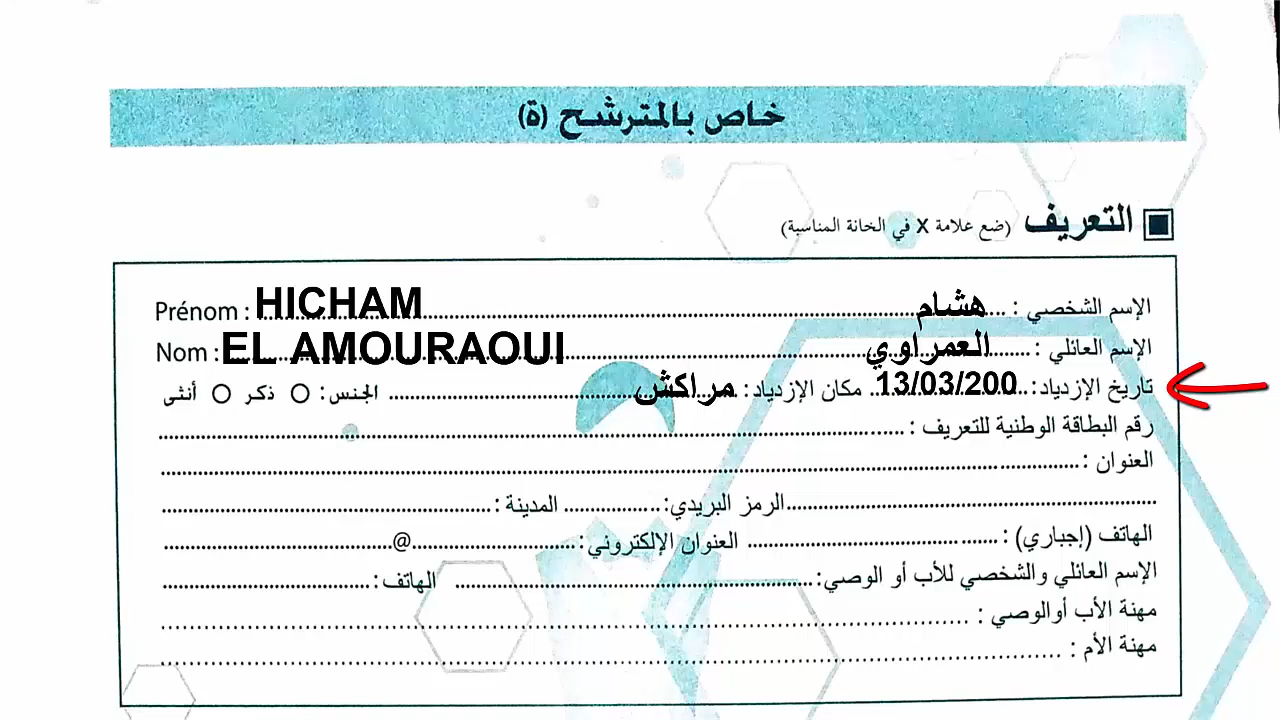 خاص بالمترشح (ة)
التعريف (ضع علامة X في الخانة المناسبة)
الإسم الشخصي : هشام Prénom : HICHAM
الإسم العائلي : العمراوي Nom : EL AMOURAOUI
تاريخ الإزدياد: 13/03/200 مكان الإزدياد: مراكش الجنس: ذكر أنثى
رقم البطاقة الوطنية للتعريف :
العنوان :
الرمز البريدي: المدينة :
الهاتف (إجباري) : العنوان الإلكتروني: @
الإسم العائلي والشخصي للأب أو الوصي: الهاتف:
مهنة الأب أوالوصي :
مهنة الأم :